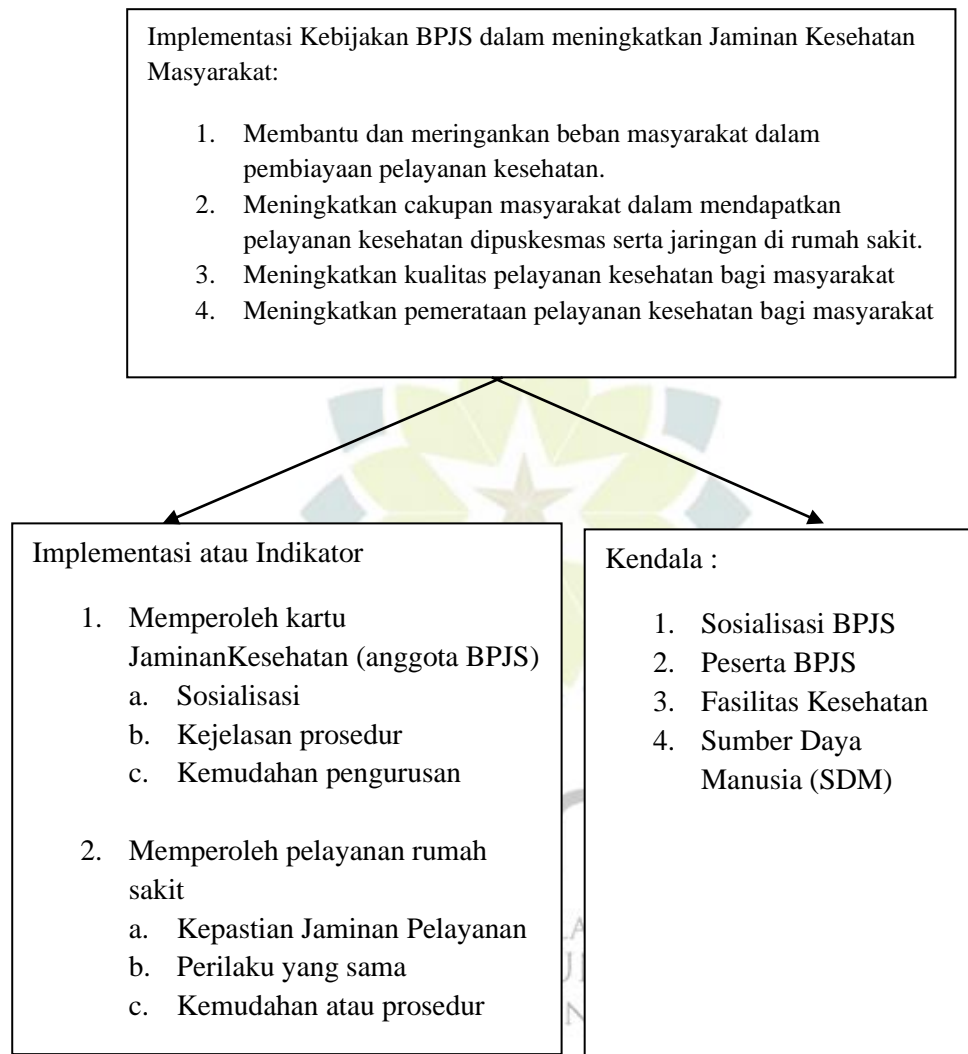 Implementasi Kebijakan BPJS dalam meningkatkan Jaminan Kesehatan
Masyarakat:
1. Membantu dan meringankan beban masyarakat dalam
pembiayaan pelayanan kesehatan.
2. Meningkatkan cakupan masyarakat dalam mendapatkan
pelayanan kesehatan dipuskesmas serta jaringan di rumah sakit.
3. Meningkatkan kualitas pelayanan kesehatan bagi masyarakat
4. Meningkatkan pemerataan pelayanan kesehatan bagi masyarakat
Implementasi atau Indikator
1. Memperoleh kartu
JaminanKesehatan (anggota BPJS)
a. Sosialisasi
b. Kejelasan prosedur
c. Kemudahan pengurusan
2. Memperoleh pelayanan rumah
sakit
a. Kepastian Jaminan Pelayanan
b. Perilaku yang sama
c. Kemudahan atau prosedur
Kendala :
1. Sosialisasi BPJS
2. Peserta BPJS
3. Fasilitas Kesehatan
4. Sumber Daya
Manusia (SDM)